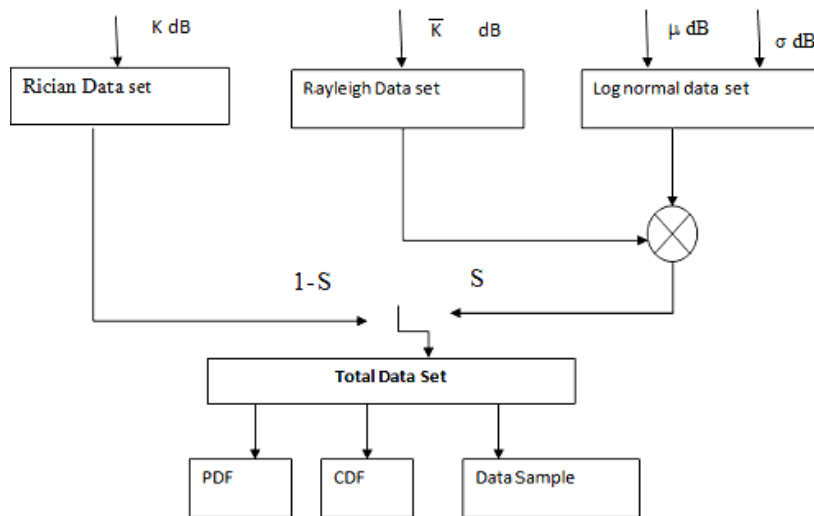 K dB
K̅ dB
μ dB
σ dB
Rician Data set
Rayleigh Data set
Log normal data set
1-S
S
Total Data Set
PDF
CDF
Data Sample